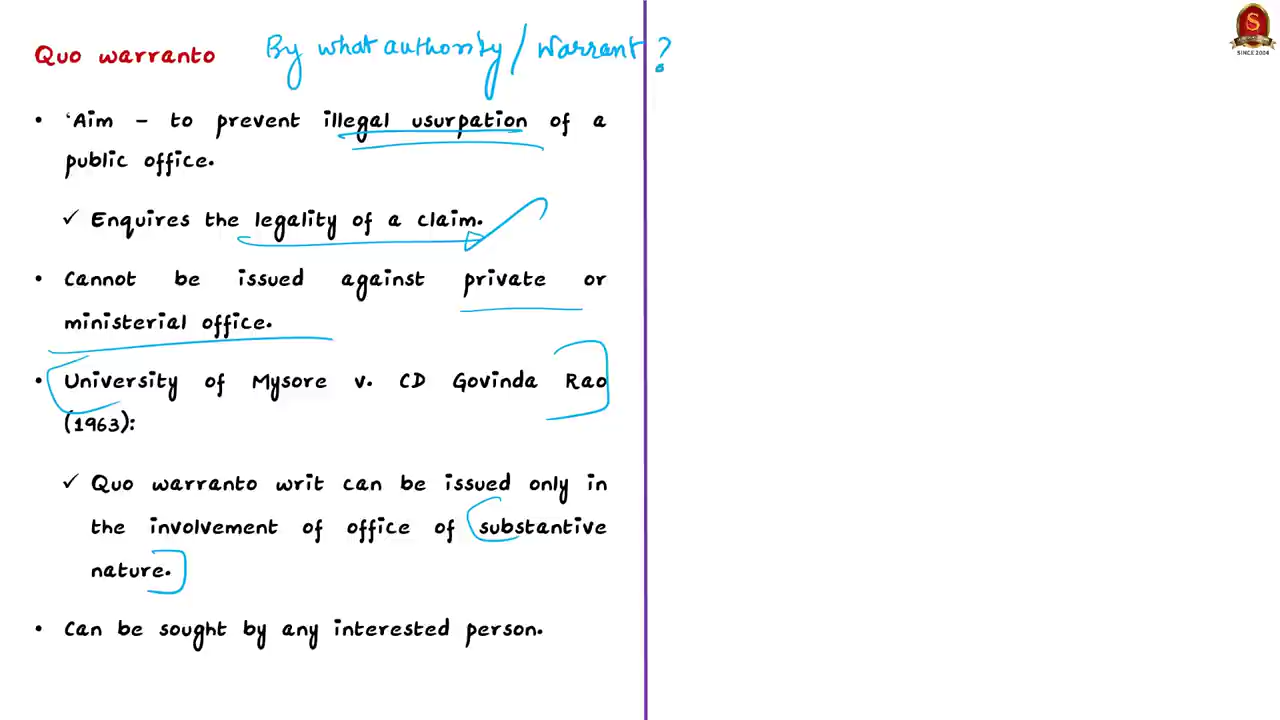 Quo warranto By what authority / Warrant ?
• 'Aim – to prevent illegal usurpation of a
public office.
✓ Enquires the legality of a claim.
• Cannot be issued against private or
ministerial office.
• University of Mysore v. CD Govinda Rao
(1963):
✓ Quo warranto writ can be issued only in
the involvement of office of substantive
nature.
• Can be sought by any interested person.
S
SINCE 2004